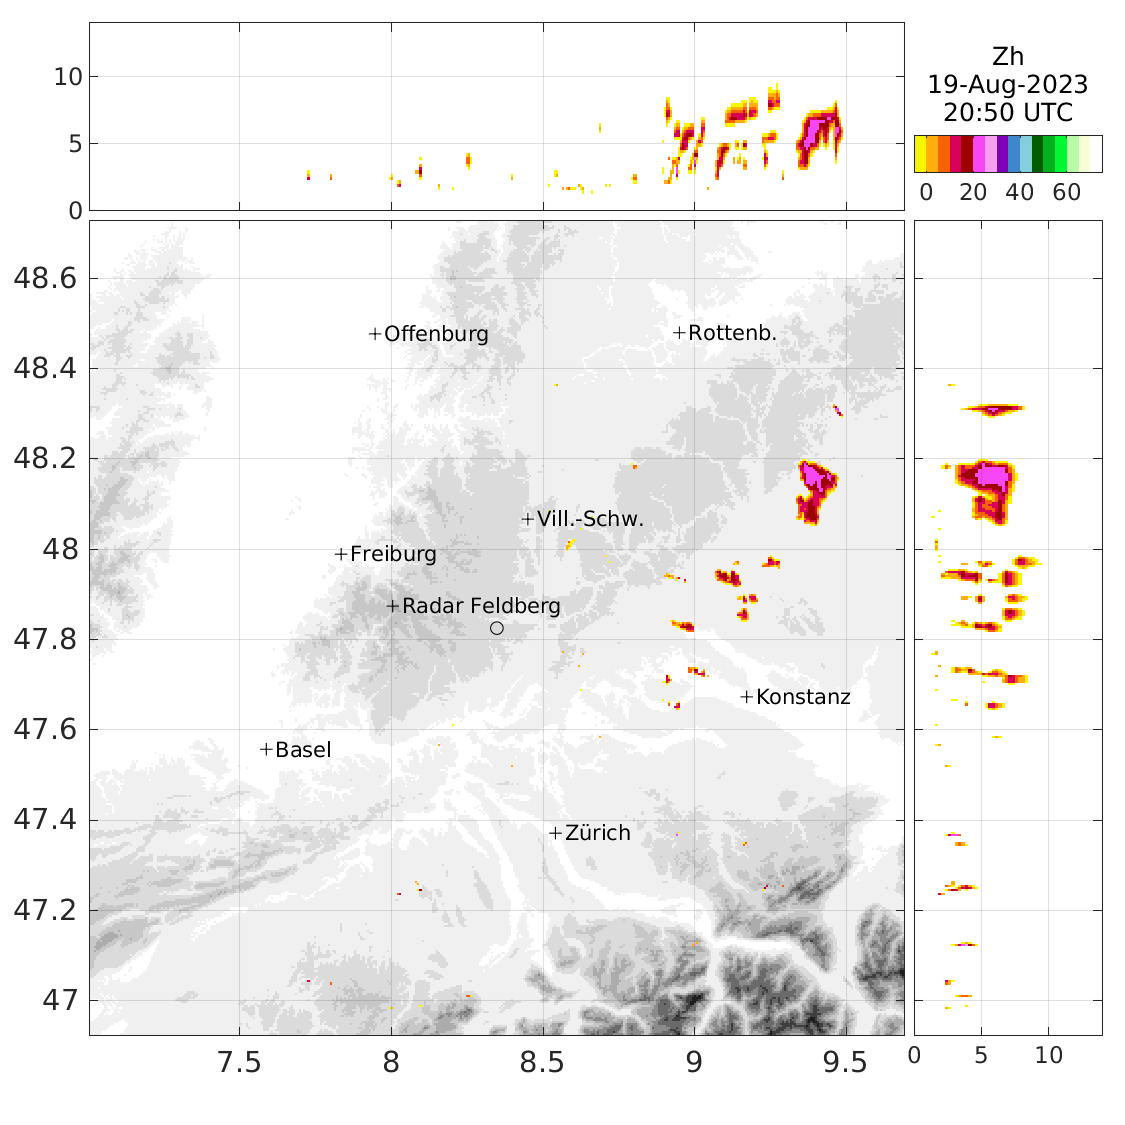 Zh
19-Aug-2023
20:50 UTC
0 20 40 60
10
5
0
48.6
48.4
48.2
48
47.8
47.6
47.4
47.2
47
Offenburg
Rottenb.
Vill.-Schw.
Freiburg
Radar Feldberg
Konstanz
Basel
Zürich
7.5 8 8.5 9 9.5
0 5 10